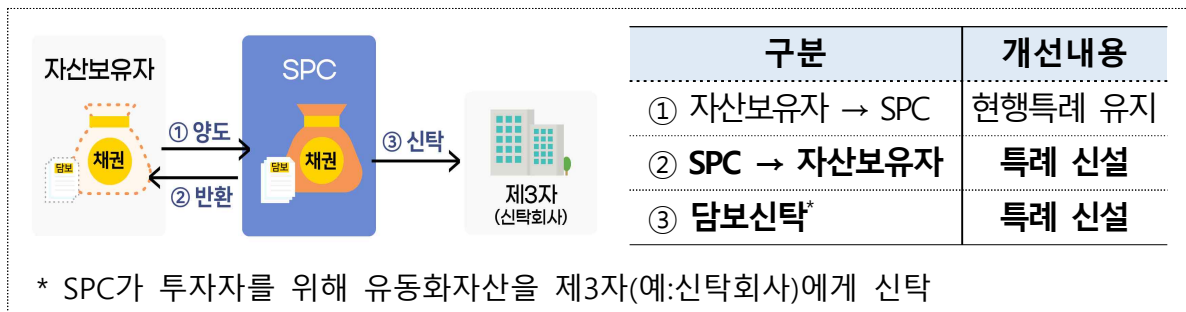 자산보유자
SPC
① 양도
③ 신탁
담보
채권
담보
채권
② 반환
제3자
(신탁회사)
구분 개선내용
① 자산보유자 → SPC 현행특례 유지
② SPC → 자산보유자 특례 신설
③ 담보신탁* 특례 신설
* SPC가 투자자를 위해 유동화자산을 제3자(예:신탁회사)에게 신탁